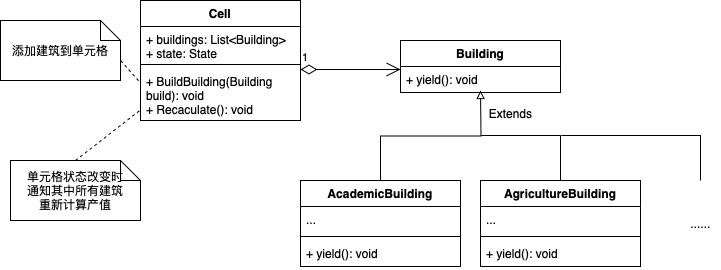 Cell
+ buildings: List<Building>
+ state: State
+ BuildBuilding(Building
build): void
+ Recaculate(): void
添加建筑到单元格
单元格状态改变时
通知其中所有建筑
重新计算产值
1
Building
+ yield(): void
Extends
AcademicBuilding
...
+ yield(): void
AgricultureBuilding
...
+ yield(): void
......